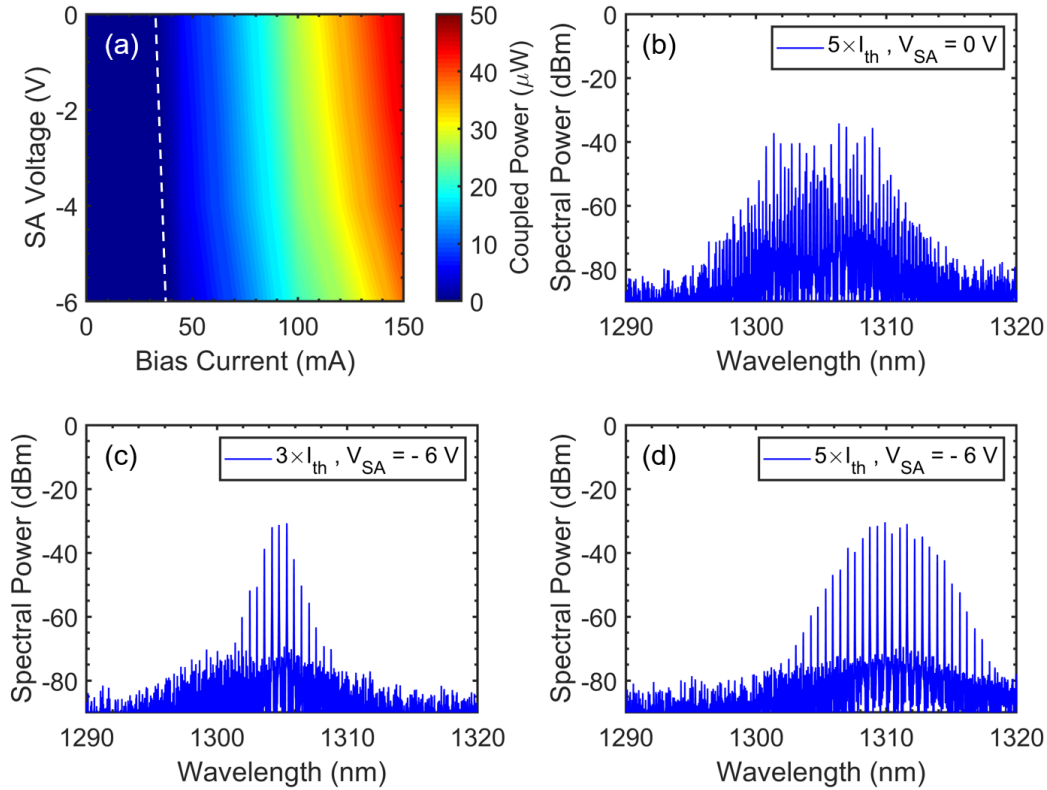 (a)
SA Voltage (V)
0
-2
-4
-6
0 50 100 150
Bias Current (mA)
50
40
30
20
10
0
Coupled Power (μW)
(b)
5×I_th , V_SA = 0 V
Spectral Power (dBm)
0
-20
-40
-60
-80
1290 1300 1310 1320
Wavelength (nm)
(c)
3×I_th , V_SA = - 6 V
Spectral Power (dBm)
0
-20
-40
-60
-80
1290 1300 1310 1320
Wavelength (nm)
(d)
5×I_th , V_SA = - 6 V
Spectral Power (dBm)
0
-20
-40
-60
-80
1290 1300 1310 1320
Wavelength (nm)